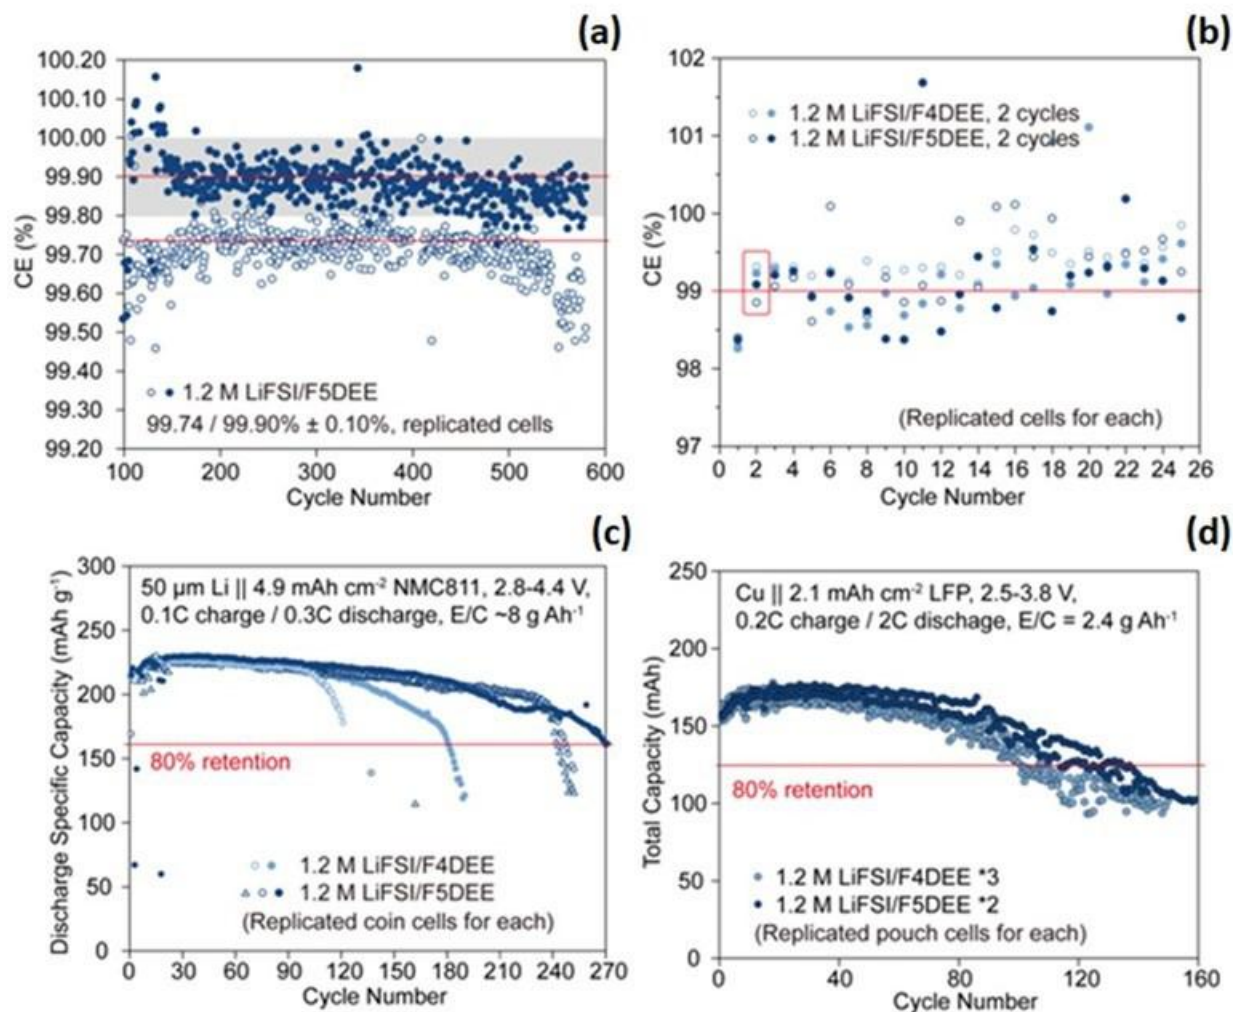 (a)
100.20
100.10
100.00
99.90
99.80
99.70
99.60
99.50
99.40
99.30
99.20
CE (%)
1.2 M LiFSI/F5DEE
99.74 / 99.90% ± 0.10%, replicated cells
100 200 300 400 500 600
Cycle Number
(b)
102
101
100
99
98
97
CE (%)
1.2 M LiFSI/F4DEE, 2 cycles
1.2 M LiFSI/F5DEE, 2 cycles
(Replicated cells for each)
0 2 4 6 8 10 11 12 14 16 18 20 22 24 26
Cycle Number
(c)
300
250
200
150
100
50
0
Discharge Specific Capacity (mAh g⁻¹)
50 μm Li || 4.9 mAh cm⁻² NMC811, 2.8-4.4 V,
0.1C charge / 0.3C discharge, E/C ~8 g Ah⁻¹
80% retention
1.2 M LiFSI/F4DEE
1.2 M LiFSI/F5DEE
(Replicated coin cells for each)
0 30 60 90 120 150 180 210 240 270
Cycle Number
(d)
250
200
150
100
50
0
Total Capacity (mAh)
Cu || 2.1 mAh cm⁻² LFP, 2.5-3.8 V,
0.2C charge / 2C dischage, E/C = 2.4 g Ah⁻¹
80% retention
1.2 M LiFSI/F4DEE *3
1.2 M LiFSI/F5DEE *2
(Replicated pouch cells for each)
0 40 80 120 160
Cycle Number